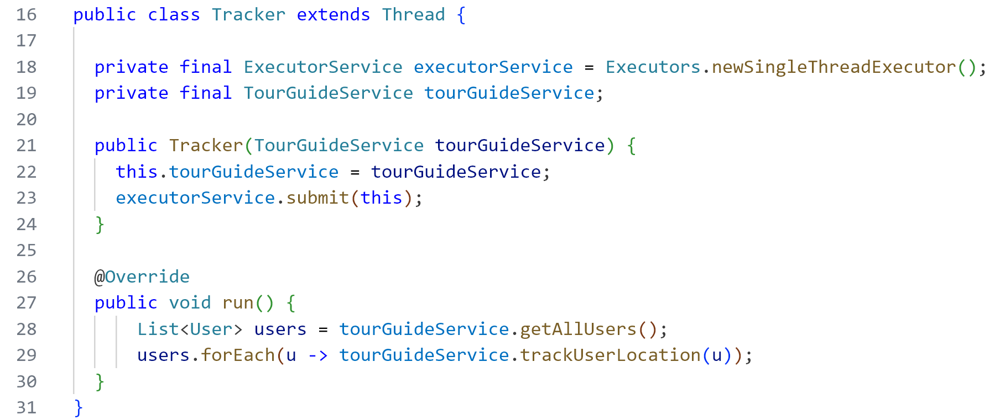 16 public class Tracker extends Thread {
17
18 private final ExecutorService executorService = Executors.newSingleThreadExecutor();
19 private final TourGuideService tourGuideService;
20
21 public Tracker(TourGuideService tourGuideService) {
22 this.tourGuideService = tourGuideService;
23 executorService.submit(this);
24 }
25
26 @Override
27 public void run() {
28 List<User> users = tourGuideService.getAllUsers();
29 users.forEach(u -> tourGuideService.trackUserLocation(u));
30 }
31 }